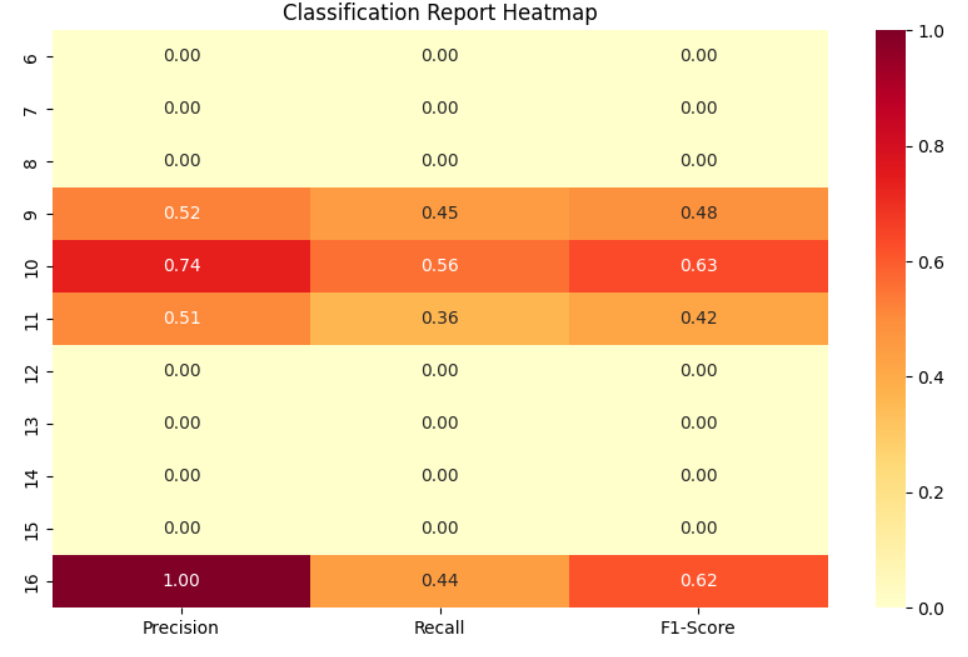 Classification Report Heatmap
6 0.00 0.00 0.00
7 0.00 0.00 0.00
8 0.00 0.00 0.00
9 0.52 0.45 0.48
10 0.74 0.56 0.63
11 0.51 0.36 0.42
12 0.00 0.00 0.00
13 0.00 0.00 0.00
14 0.00 0.00 0.00
15 0.00 0.00 0.00
16 1.00 0.44 0.62
Precision Recall F1-Score
1.0
0.8
0.6
0.4
0.2
0.0